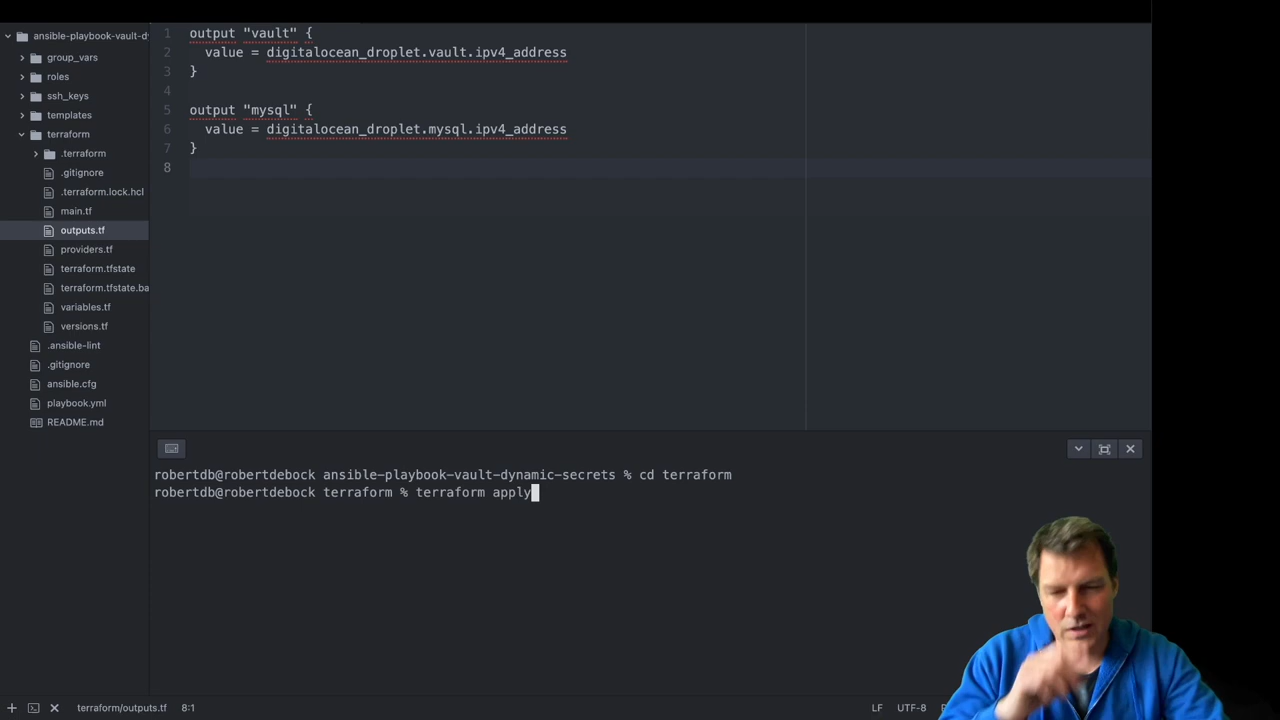 ansible-playbook-vault-d
group_vars
roles
ssh_keys
templates
terraform
.terraform
.gitignore
.terraform.lock.hcl
main.tf
outputs.tf
providers.tf
terraform.tfstate
terraform.tfstate.ba
variables.tf
versions.tf
.ansible-lint
.gitignore
ansible.cfg
playbook.yml
README.md
1 output "vault" {
2 value = digitalocean_droplet.vault.ipv4_address
3 }
4
5 output "mysql" {
6 value = digitalocean_droplet.mysql.ipv4_address
7 }
8
robertdb@robertdebock ansible-playbook-vault-dynamic-secrets % cd terraform
robertdb@robertdebock terraform % terraform apply
terraform/outputs.tf 8:1 LF UTF-8